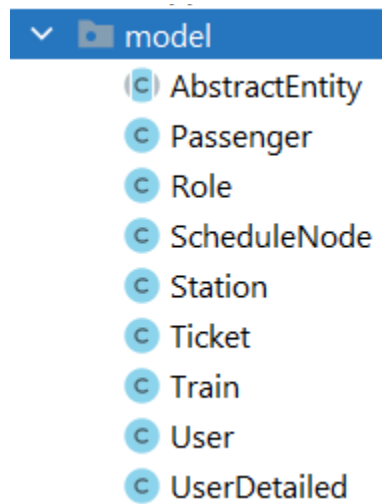 model
C AbstractEntity
C Passenger
C Role
C ScheduleNode
C Station
C Ticket
C Train
C User
C UserDetailed